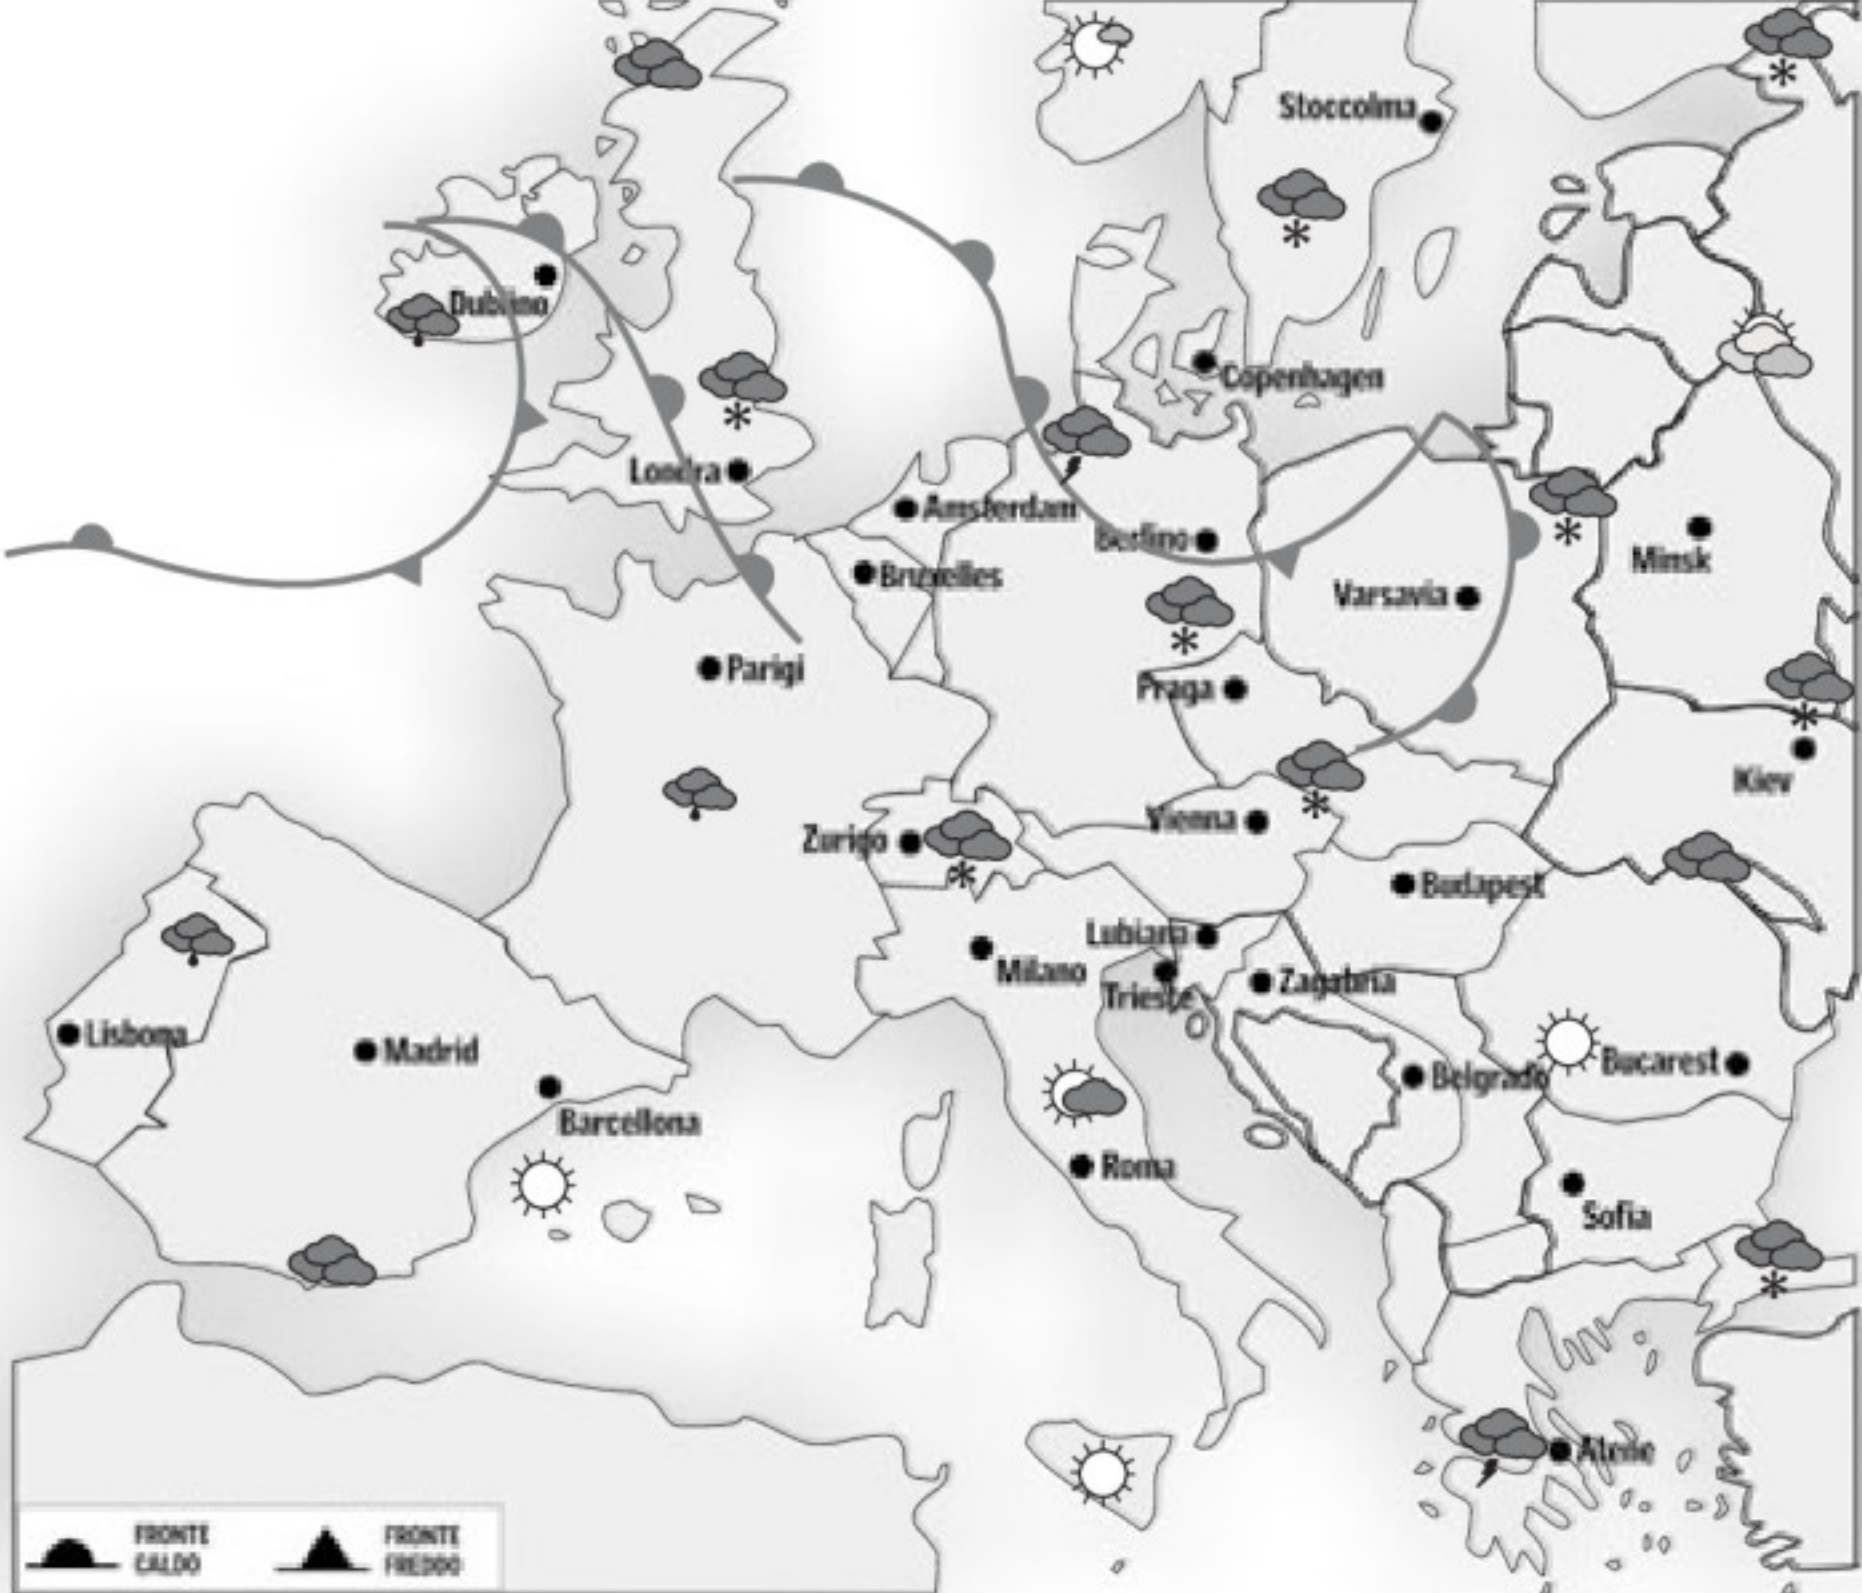 Stoccolma
Dublino
Copenhagen
Londra
Amsterdam
Berlino
Minsk
Bruxelles
Varsavia
Parigi
Praga
Kiev
Vienna
Zurigo
Budapest
Lubiana
Milano
Zagabria
Trieste
Lisbona
Madrid
Bucarest
Belgrado
Barcellona
Roma
Sofia
Atene
FRONTE
CALDO
FRONTE
FREDDO